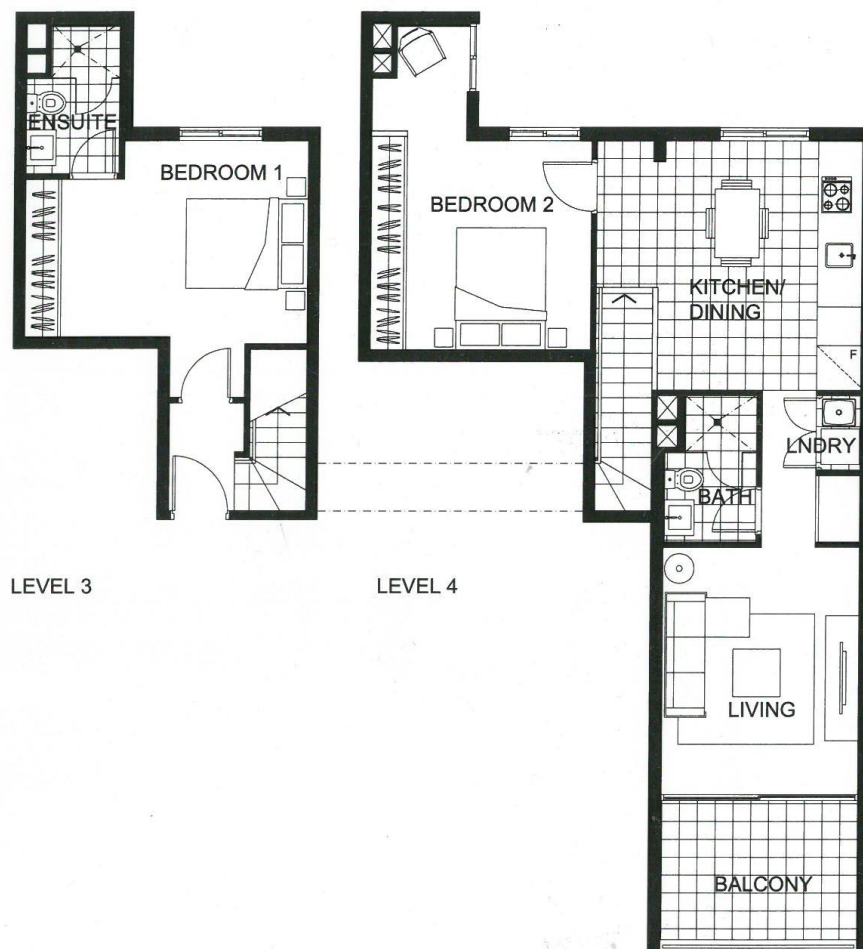 ENSUITE
BEDROOM 1
BEDROOM 2
KITCHEN/
DINING
F
LNDRY
BATH
LEVEL 3
LEVEL 4
LIVING
BALCONY